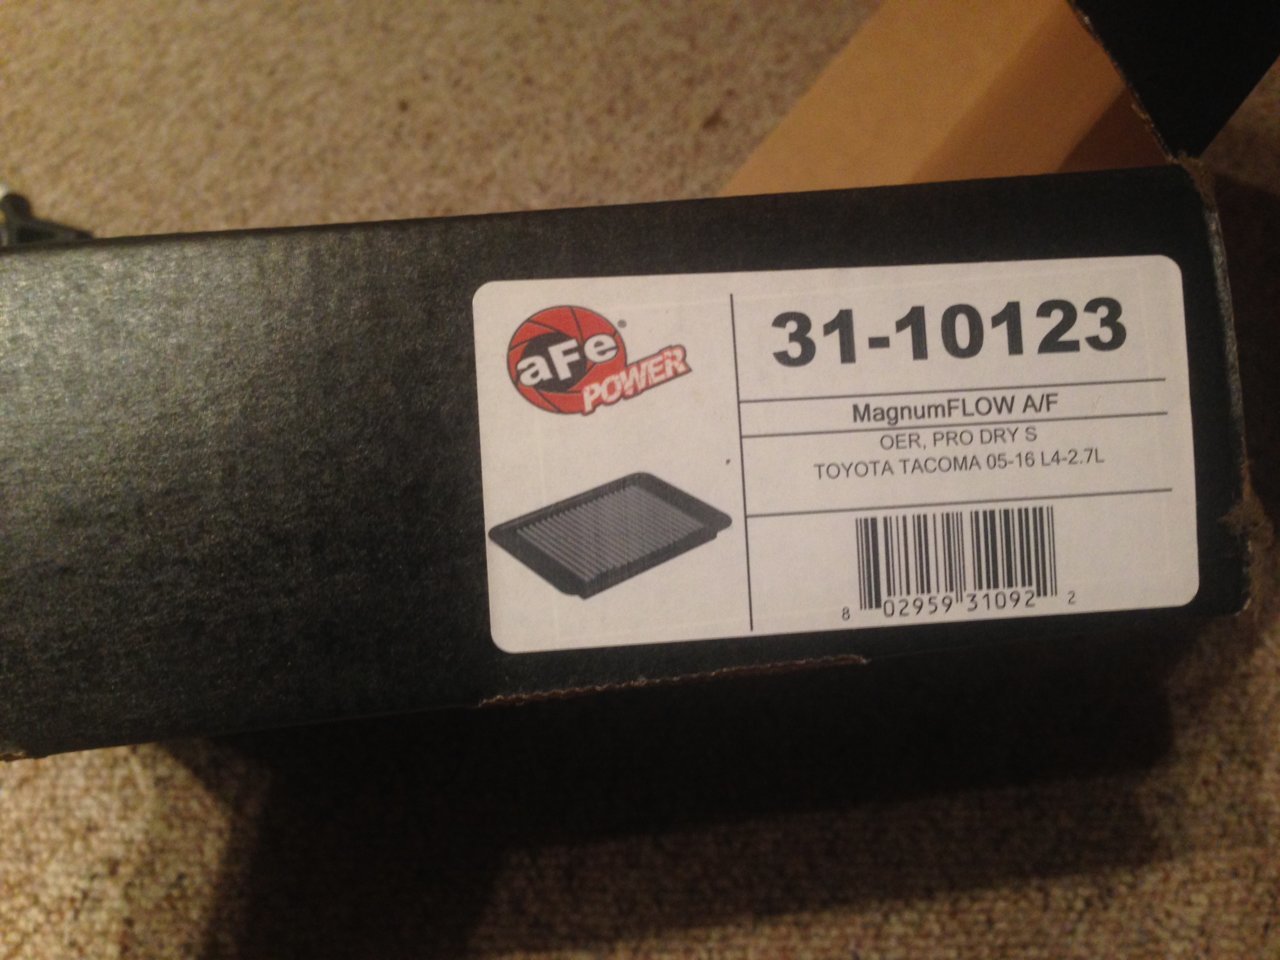 aFe
POWER
31-10123
MagnumFLOW A/F
OER, PRO DRY S
TOYOTA TACOMA 05-16 L4-2.7L
8 02959 31092 2